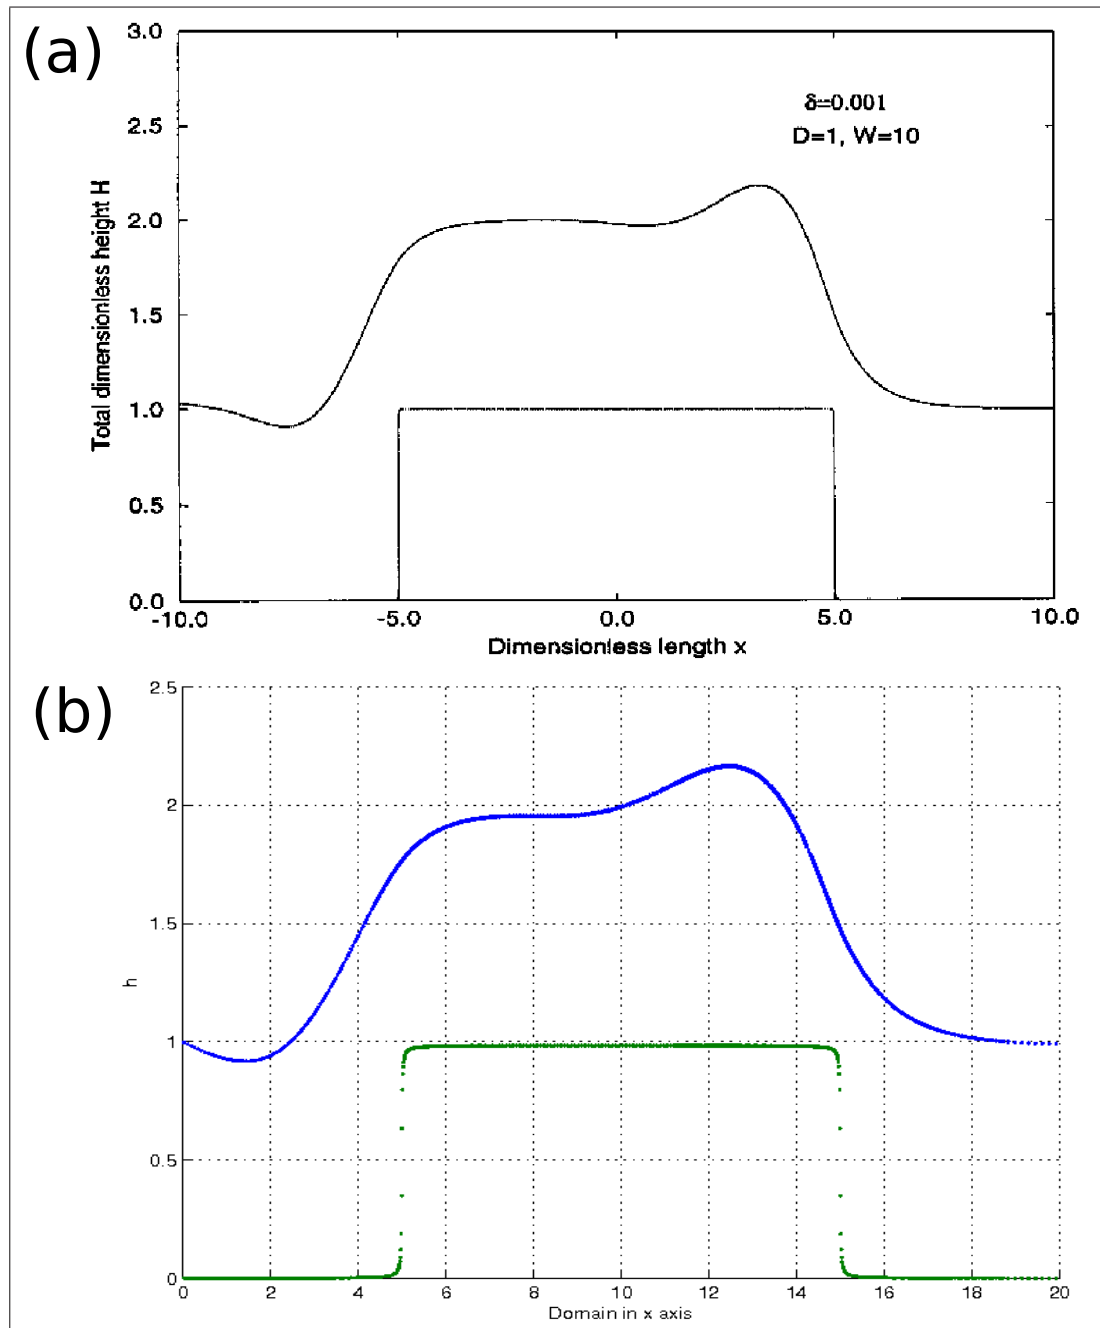 (a)
3.0
2.5
2.0
1.5
1.0
0.5
0.0
Total dimensionless height H
δ=0.001
D=1, W=10
-10.0 -5.0 0.0 5.0 10.0
Dimensionless length x
(b)
2.5
2
1.5
1
0.5
0
h
0 2 4 6 8 10 12 14 16 18 20
Domain in x axis